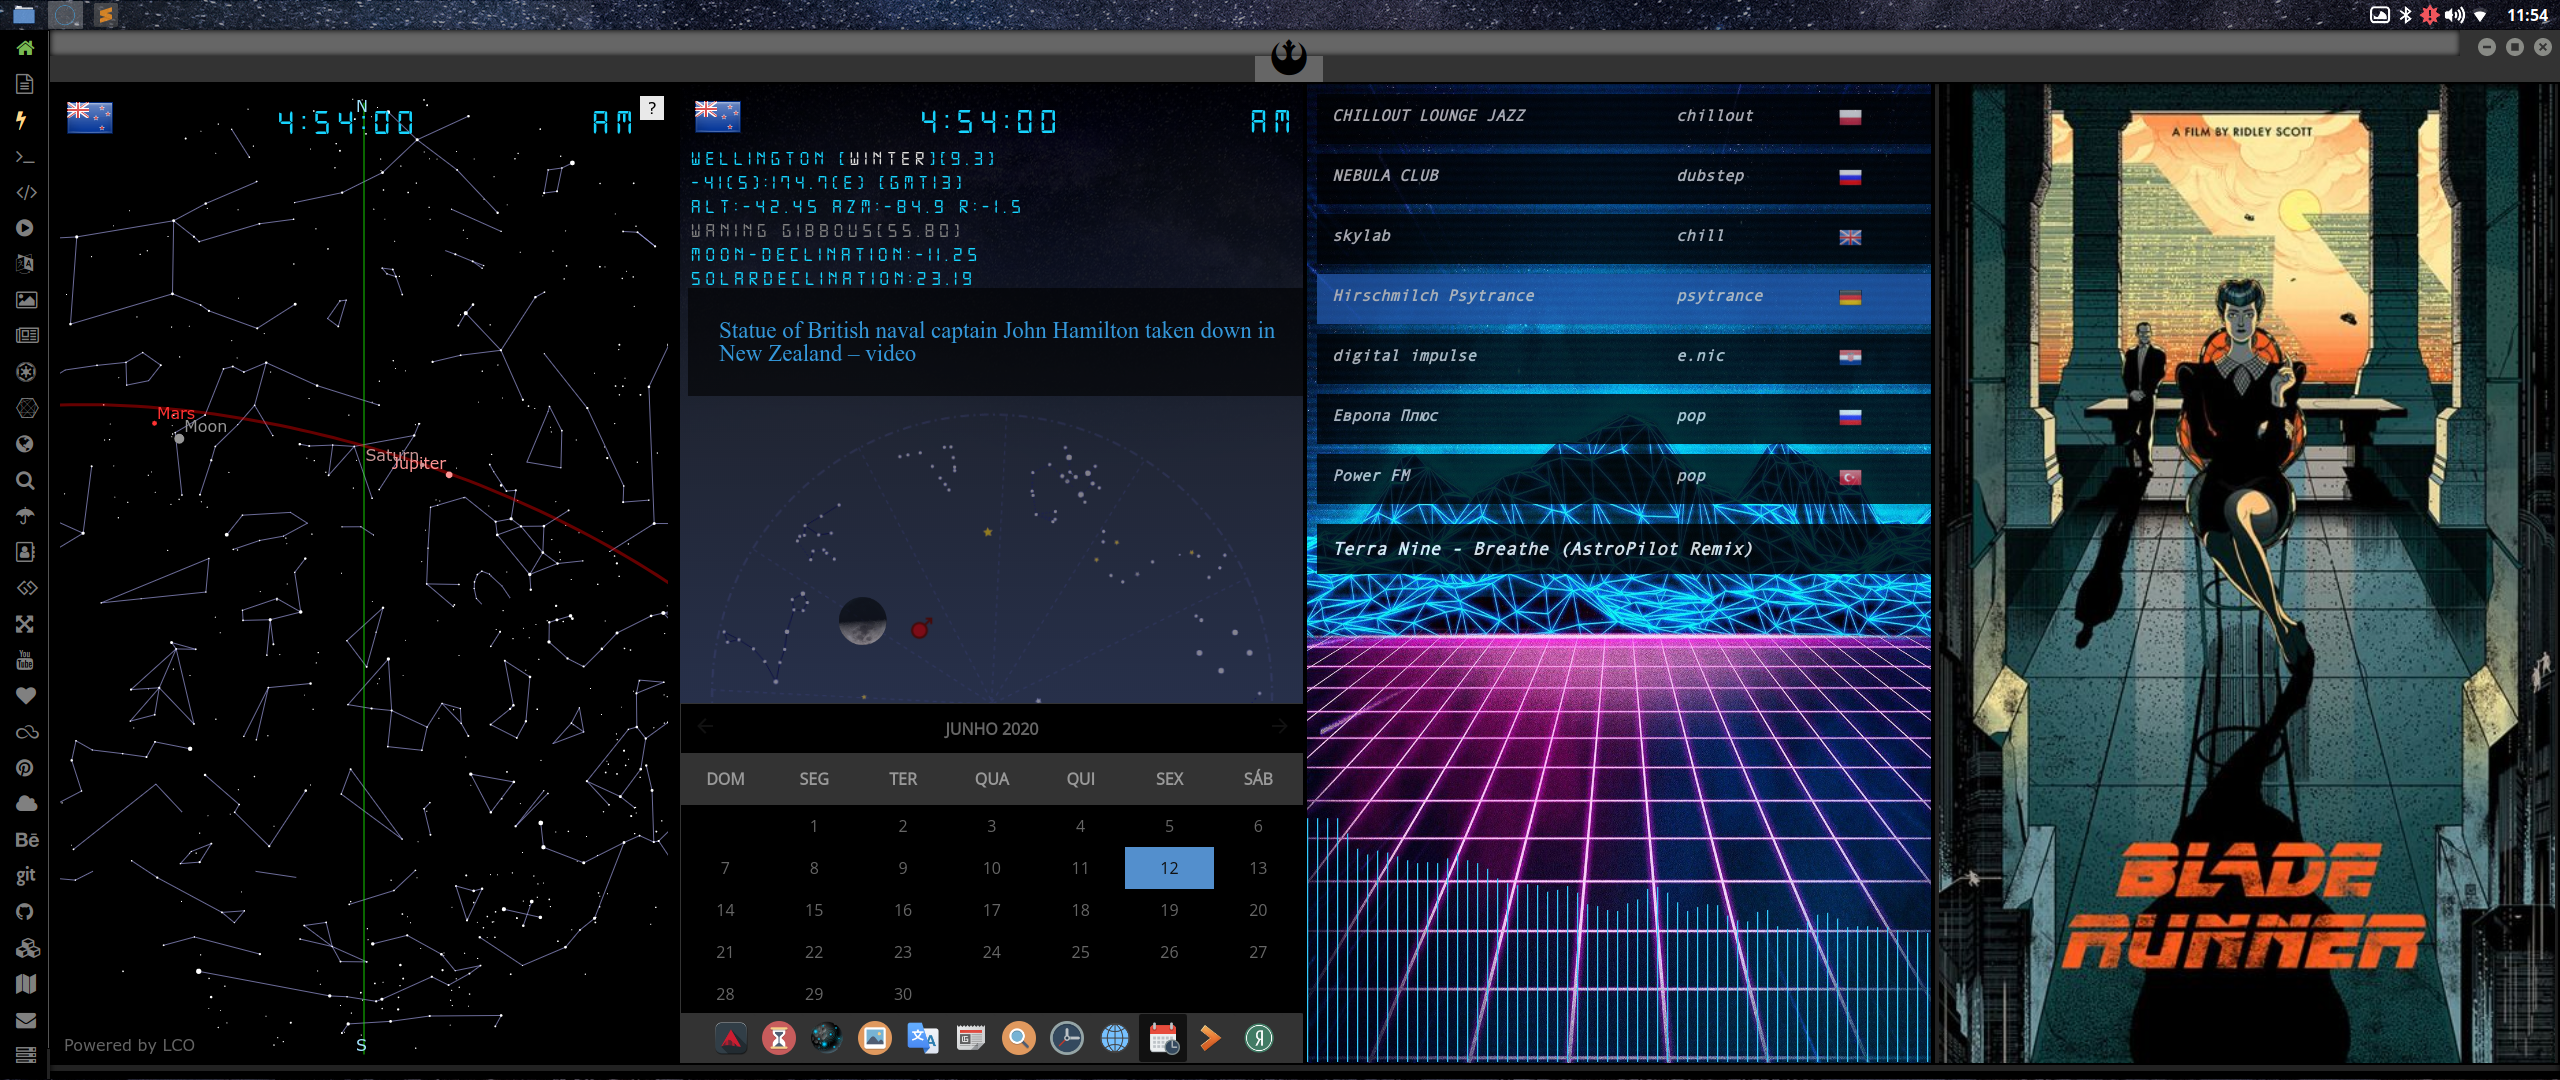 11:54
N
4:54:00
AM
?
Mars
Moon
Saturn
Jupiter
Powered by LCO
S
You
Tube
Bē
git
4:54:00
AM
WELLINGTON [WINTER][9.3]
-41(S):174.7(E) [GMT13]
ALT:-42.45 AZM:-84.9 R:-1.5
WANING GIBBOUS[55.80]
MOON-DECLINATION:-11.25
SOLARDECLINATION:23.19
Statue of British naval captain John Hamilton taken down in
New Zealand – video
JUNHO 2020
DOM SEG TER QUA QUI SEX SÁB
1 2 3 4 5 6
7 8 9 10 11 12 13
14 15 16 17 18 19 20
21 22 23 24 25 26 27
28 29 30
CHILLOUT LOUNGE JAZZ chillout
NEBULA CLUB dubstep
skylab chill
Hirschmilch Psytrance psytrance
digital impulse e.nic
Европа Плюс pop
Power FM pop
Terra Nine - Breathe (AstroPilot Remix)
A FILM BY RIDLEY SCOTT
BLADE
RUNNER